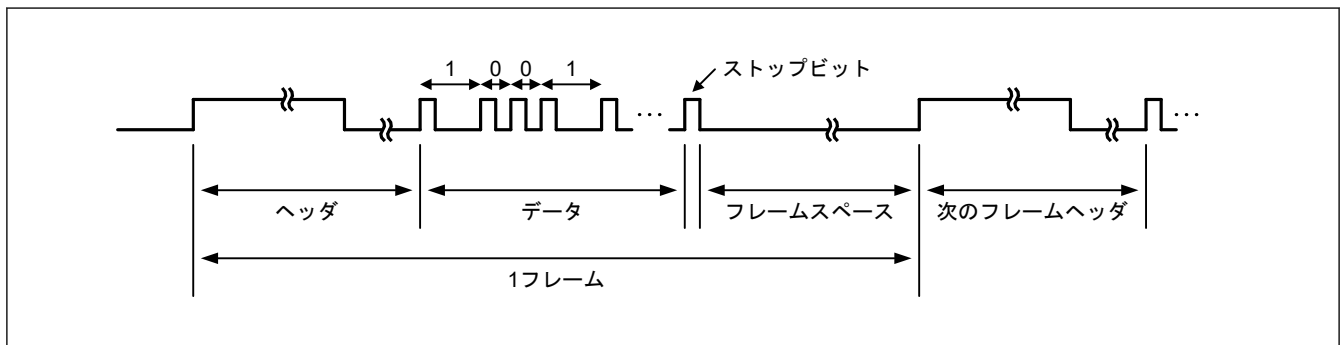 1 0 0 1
ストップビット
… …
ヘッダ データ フレームスペース 次のフレームヘッダ
1フレーム